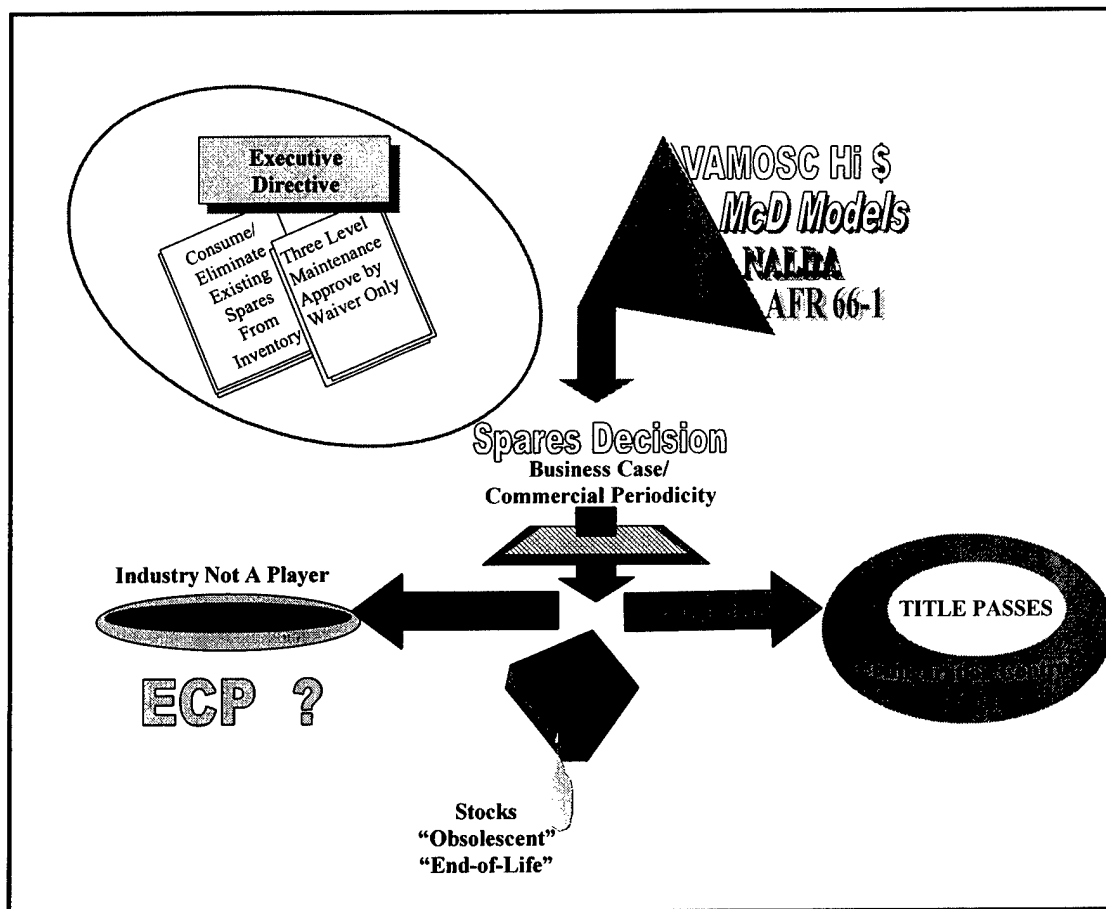 Executive
Directive
Consume/
Eliminate
Existing
Spares
From
Inventory
Three Level
Maintenance
Approve by
Waiver Only
VAMOSC Hi $
McD Models
NALDA
AFR 66-1
Spares Decision
Business Case/
Commercial Periodicity
Industry Not A Player
TITLE PASSES
ECP ?
Stocks
“Obsolescent”
“End-of-Life”